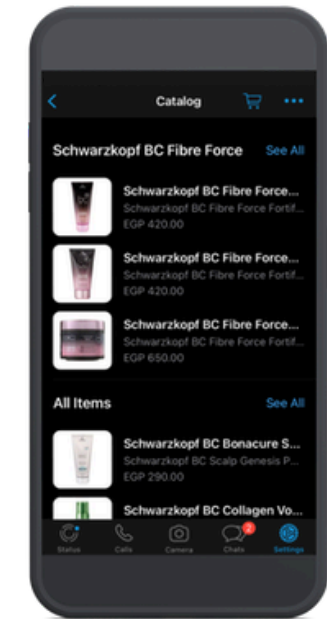 Catalog
Schwarzkopf BC Fibre Force See All
Schwarzkopf BC Fibre Force...
Schwarzkopf BC Fibre Force Fortif...
EGP 420.00
Schwarzkopf BC Fibre Force...
Schwarzkopf BC Fibre Force Fortif...
EGP 420.00
Schwarzkopf BC Fibre Force...
Schwarzkopf BC Fibre Force Fortif...
EGP 650.00
All Items See All
Schwarzkopf BC Bonacure S...
Schwarzkopf BC Scalp Genesis P...
EGP 290.00
Schwarzkopf BC Collagen Vo...
2
Status Calls Camera Chats Settings